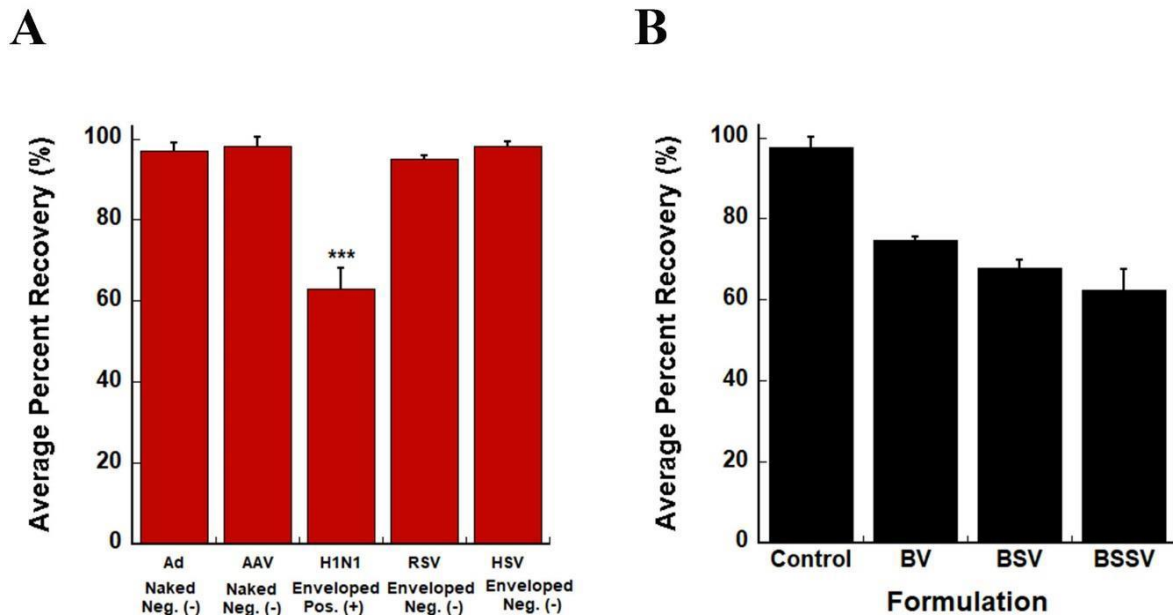 A
Average Percent Recovery (%)
100
80
60
40
20
0
***
Ad AAV H1N1 RSV HSV
Naked Naked Enveloped Enveloped Enveloped
Neg. (-) Neg. (-) Pos. (+) Neg. (-) Neg. (-)
B
Average Percent Recovery (%)
100
80
60
40
20
0
Control BV BSV BSSV
Formulation